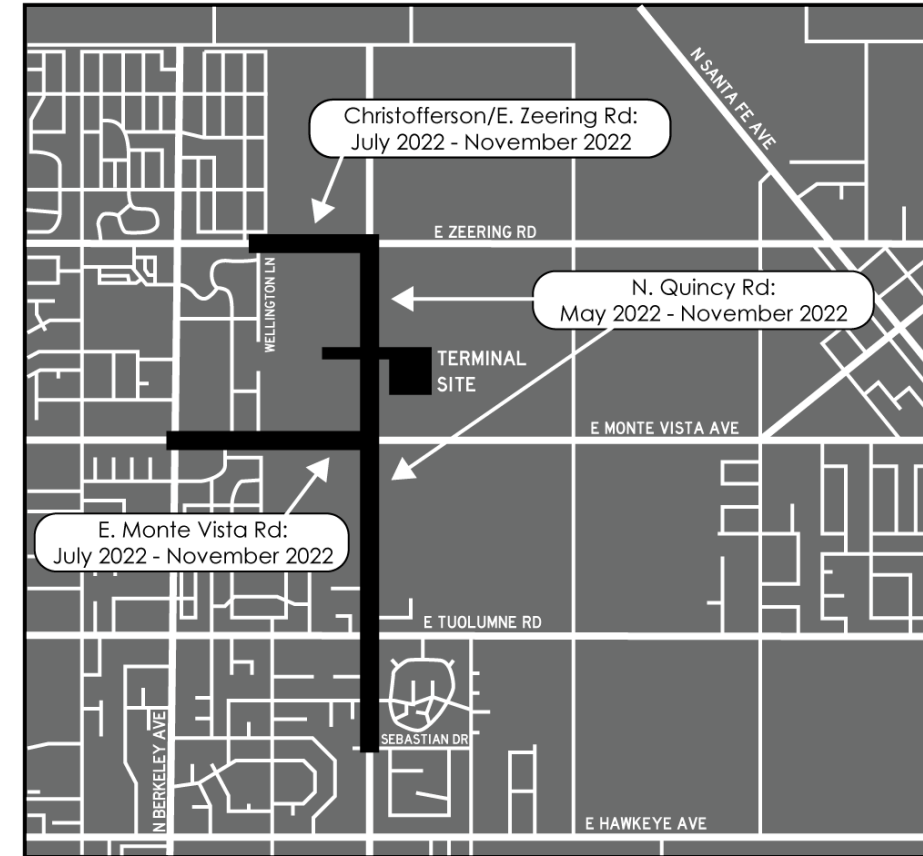 N SANTA FE AVE
Christofferson/E. Zeering Rd:
July 2022 - November 2022
E ZEERING RD
WELLINGTON LN
N. Quincy Rd:
May 2022 - November 2022
TERMINAL
SITE
E MONTE VISTA AVE
E. Monte Vista Rd:
July 2022 - November 2022
E TUOLUMNE RD
N BERKELEY AVE
SEBASTIAN DR
E HAWKEYE AVE